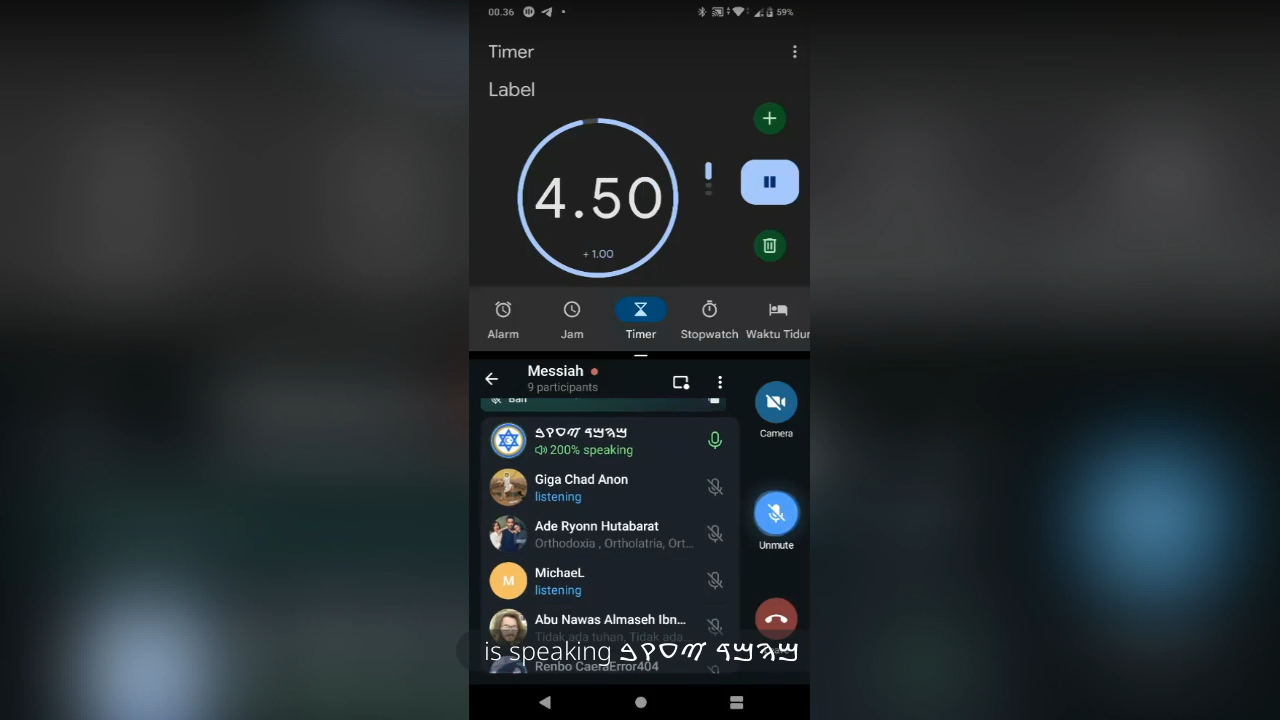 00.36
59%
Timer
Label
4.50
+ 1.00
Alarm
Jam
Timer
Stopwatch
Waktu Tidur
Messiah
9 participants
Ban
200% speaking
Giga Chad Anon
listening
Ade Ryonn Hutabarat
Orthodoxia , Ortholatria, Ort...
MichaeL
listening
Abu Nawas Almaseh Ibn...
Tidak ada tuhan, Tidak ada...
Renbo CaeraError404
Camera
Unmute
M
is speaking